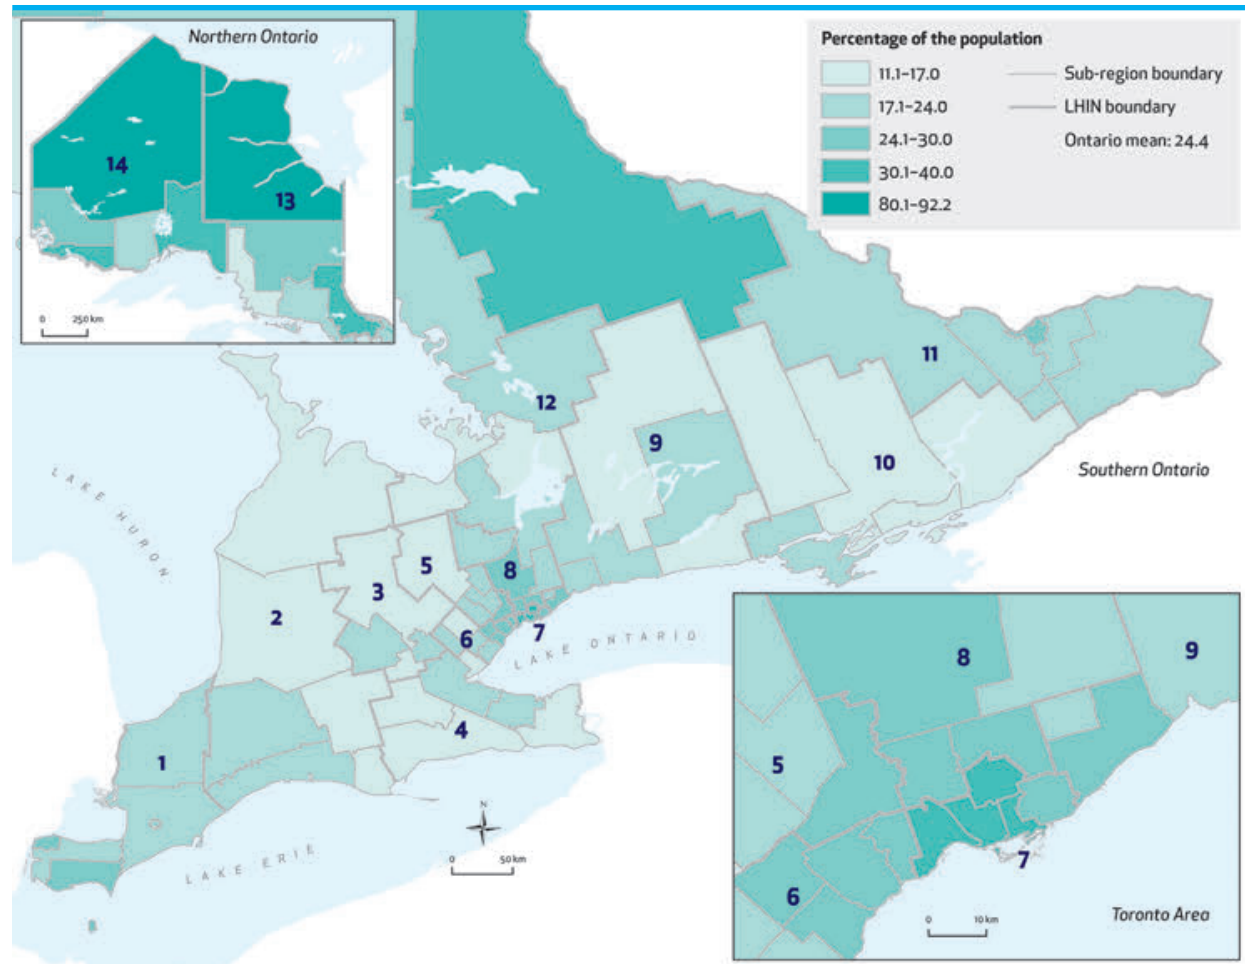 Northern Ontario
14
13
0 250 km
Percentage of the population
11.1–17.0
17.1–24.0
24.1–30.0
30.1–40.0
80.1–92.2
Sub-region boundary
LHIN boundary
Ontario mean: 24.4
11
12
9
10
Southern Ontario
LAKE HURON
5
8
3
2
6
7
LAKE ONTARIO
4
1
N
0 50 km
LAKE ERIE
8
9
5
7
6
0 10 km
Toronto Area